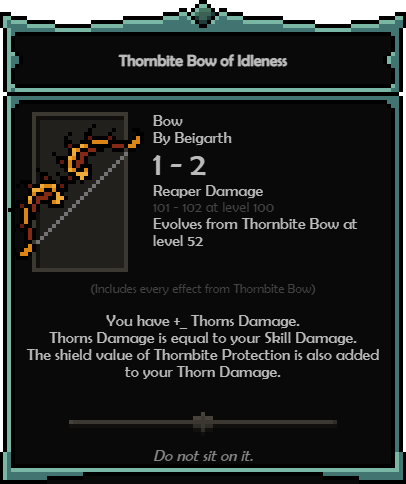 Thornbite Bow of Idleness
Bow
By Beigarth
1 - 2
Reaper Damage
101 - 102 at level 100
Evolves from Thornbite Bow at
level 52
(Includes every effect from Thornbite Bow)
You have +_ Thorns Damage.
Thorns Damage is equal to your Skill Damage.
The shield value of Thornbite Protection is also added
to your Thorn Damage.
Do not sit on it.